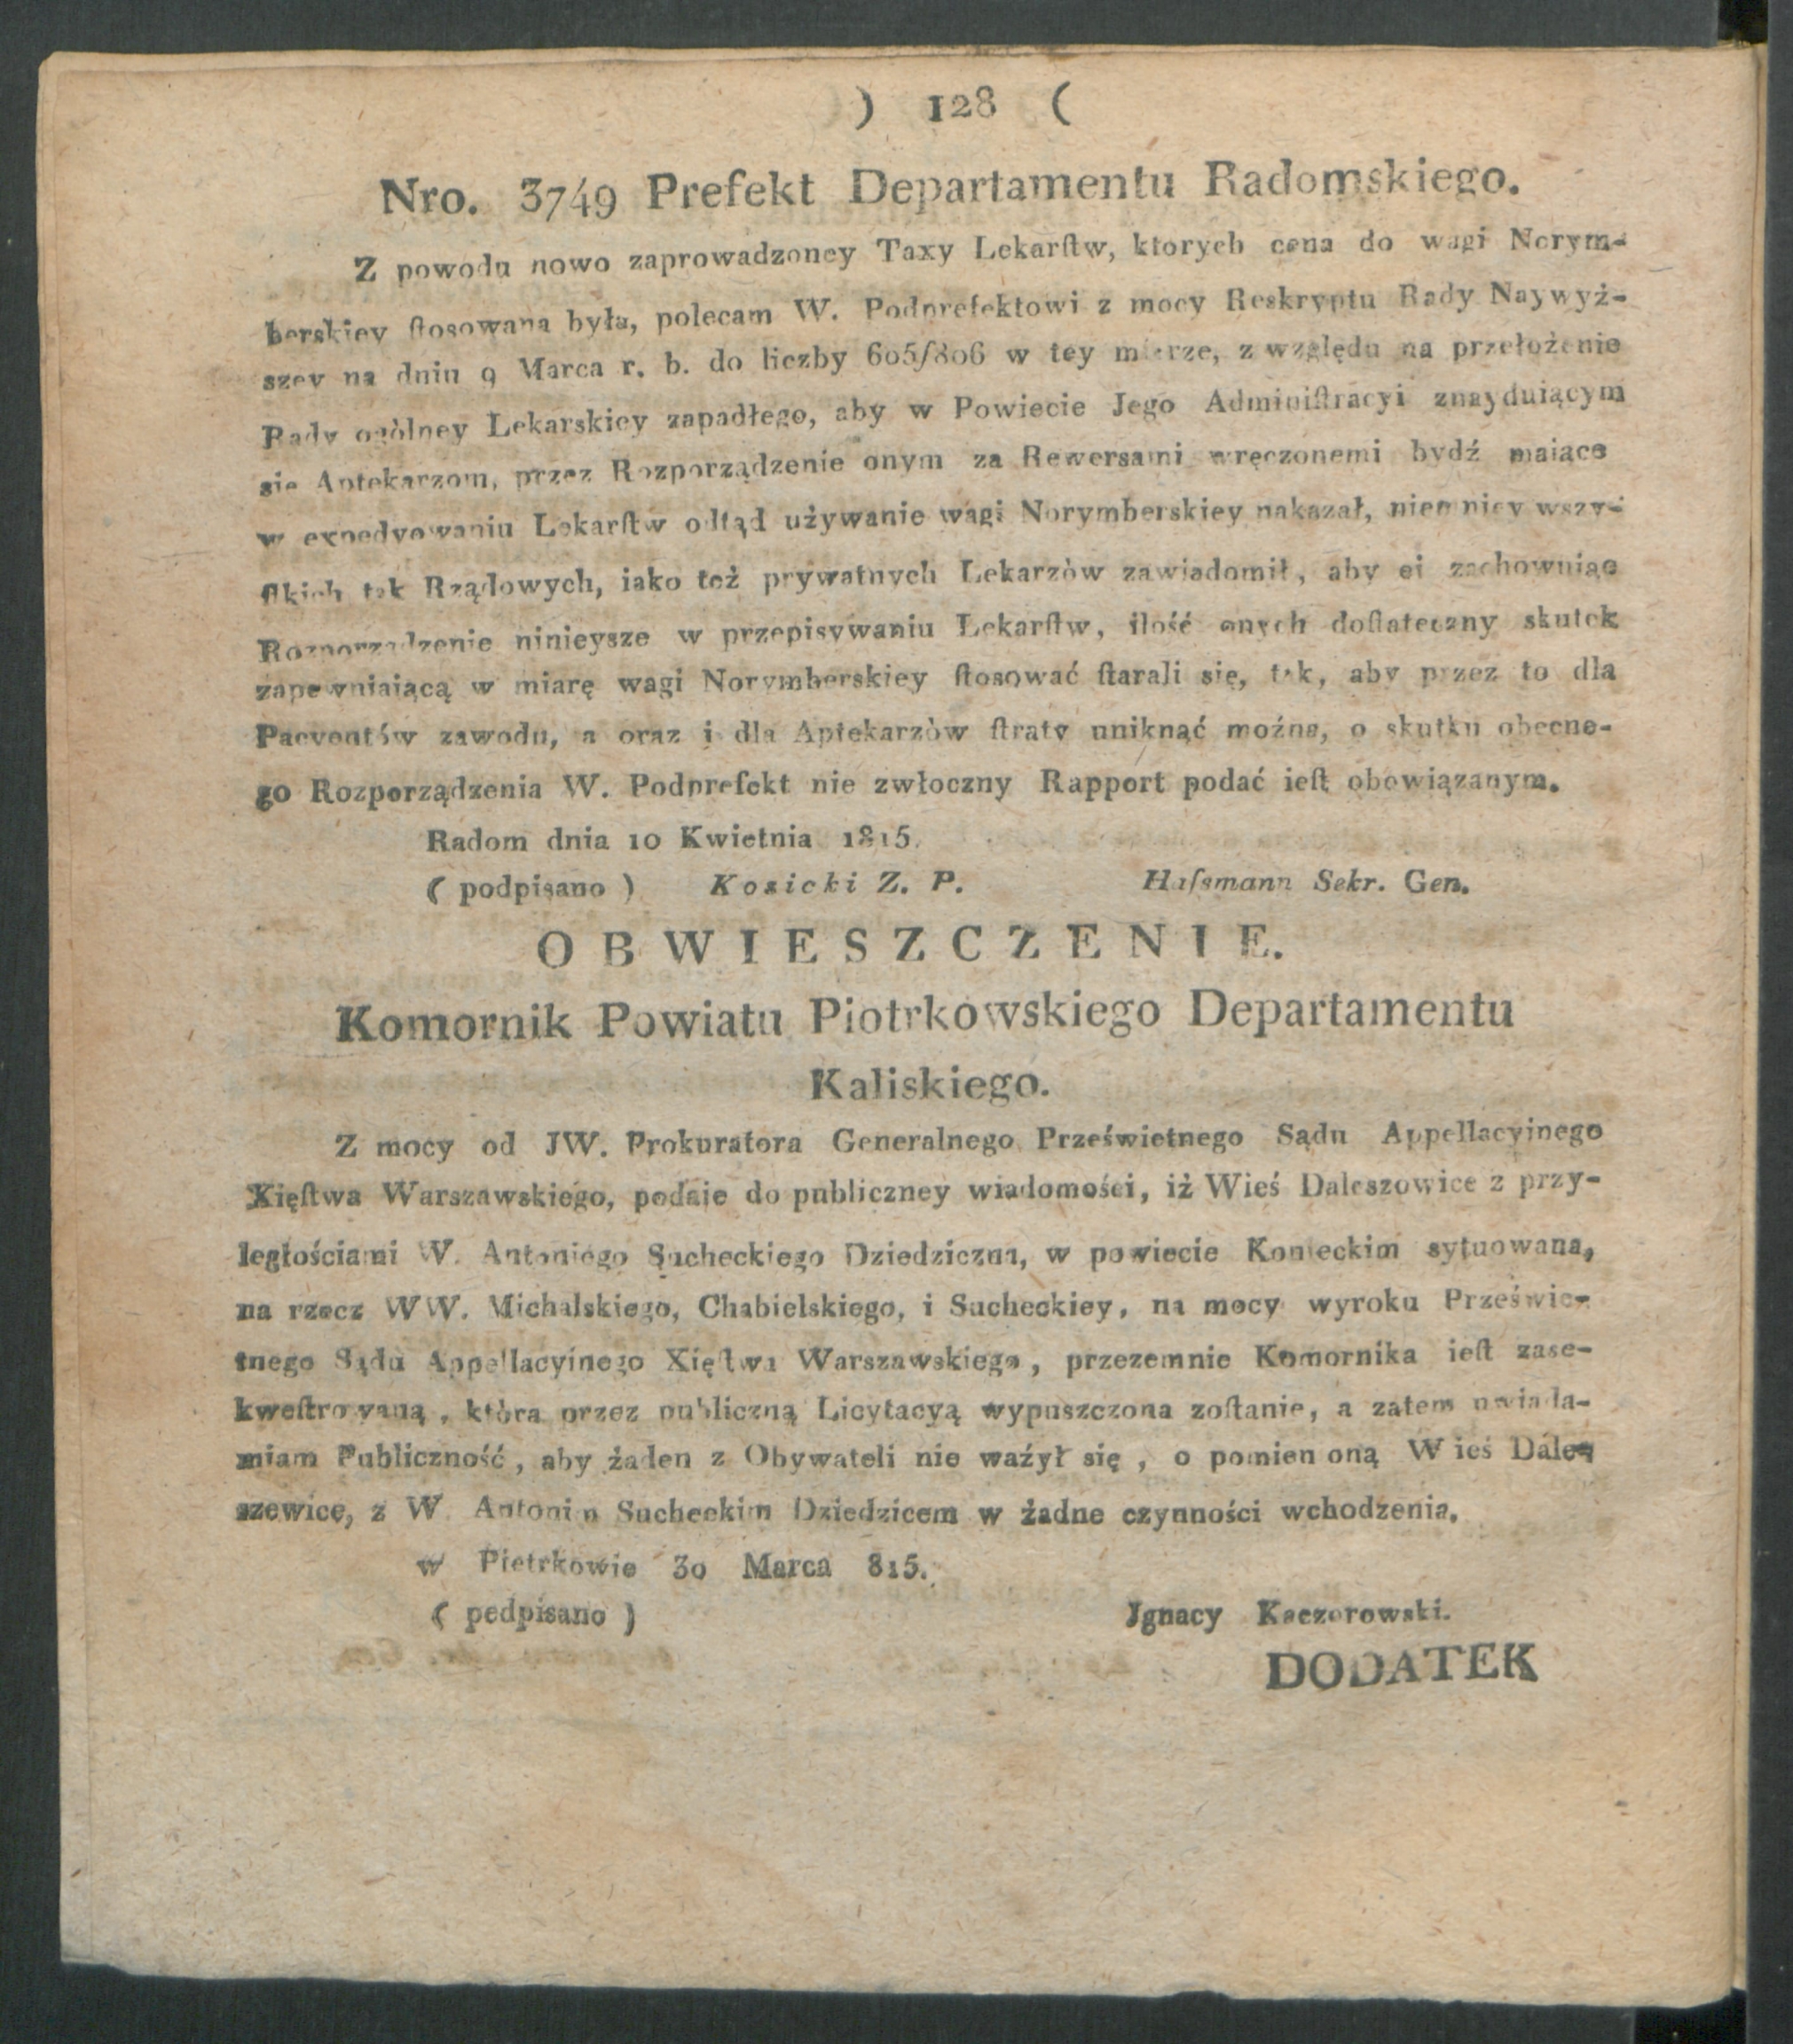 ) 128 (
Nro. 3749 Prefekt Departamentu Radomskiego.
Z powodu nowo zaprowadzoney Taxy Lekarſtw, ktorych cena do wagi Norym-
berskiey ſtosowana była, polecam W. Podprefektowi z mocy Reskryptu Rady Naywyż-
szey na dniu 9 Marca r. b. do liczby 605/806 w tey mierze, z względu na przełożenie
Rady ogòlney Lekarskiey zapadłego, aby w Powiecie Jego Adminiſtracyi znayduiącym
sie Aptekarzom, przez Rozporządzenie onym za Rewersami wręczonemi bydź maiące
w expedyowaniu Lekarſtw odtąd używanie wagi Norymberskiey nakazał, niemniey wszy-
ſtkich tak Rządowych, iako też prywatnych Lekarzòw zawiadomił, aby ci zachowuiąc
Rozporządzenie ninieysze w przepisywaniu Lekarſtw, ilość onych doſtateczny skutek
zapewniaiącą w miarę wagi Norymberskiey ſtosować ſtarali się, tak, aby przez to dla
Pacyentów zawodu, a oraz i dla Aptekarzòw ſtraty uniknąć moźna, o skutku obecne-
go Rozporządzenia W. Podprefekt nie zwłoczny Rapport podać ieſt obowiązanym.
Radom dnia 10 Kwietnia 1815.
( podpisano ) Kosicki Z. P. Haſsmann Sekr. Gen.
OBWIESZCZENIE.
Komornik Powiatu Piotrkowskiego Departamentu
Kaliskiego.
Z mocy od JW. Prokuratora Generalnego Prześwietnego Sądu Appellacyinego
Xięſtwa Warszawskiego, podaie do publiczney wiadomości, iż Wieś Daleszowice z przy-
ległościami W. Antoniego Sucheckiego Dziedziczna, w powiecie Konieckim sytuowana,
na rzecz WW. Michalskiego, Chabielskiego, i Sucheckiey, na mocy wyroku Prześwie-
tnego Sądu Appellacyinego Xięſtwa Warszawskiego, przezemnie Komornika ieſt zase-
kweſtrowaną, ktòra przez publiczną Licytacyą wypuszczona zoſtanie, a zatem uwiada-
miam Publiczność, aby żaden z Obywateli nie ważył się, o pomien oną Wieś Dale-
szewice, z W. Antonim Sucheckim Dziedzicem w żadne czynności wchodzenia.
w Pietrkowie 30 Marca 815.
( podpisano ) Jgnacy Kaczorowski.
DODATEK